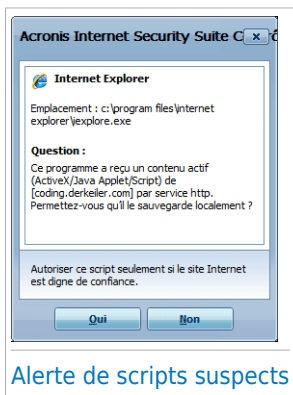 Acronis Internet Security Suite C
Internet Explorer
Emplacement : c:\program files\internet
explorer\iexplore.exe
Question :
Ce programme a reçu un contenu actif
(ActiveX/Java Applet/Script) de
[coding.derkeiler.com] par service http.
Permettez-vous qu'il le sauvegarde localement ?
Autoriser ce script seulement si le site Internet
est digne de confiance.
Oui Non
Alerte de scripts suspects